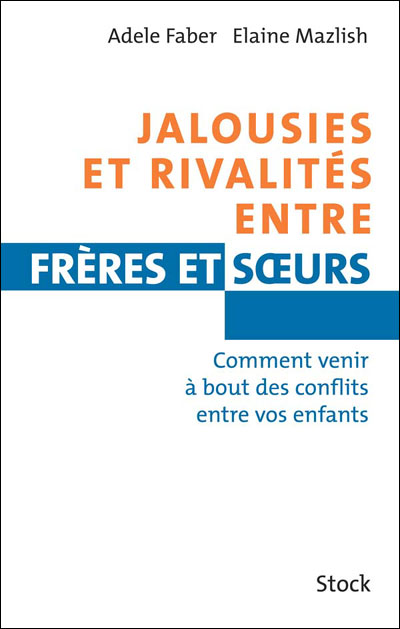 Adele Faber Elaine Mazlish
JALOUSIES
ET RIVALITÉS
ENTRE
FRÈRES ET SŒURS
Comment venir
à bout des conflits
entre vos enfants
Stock